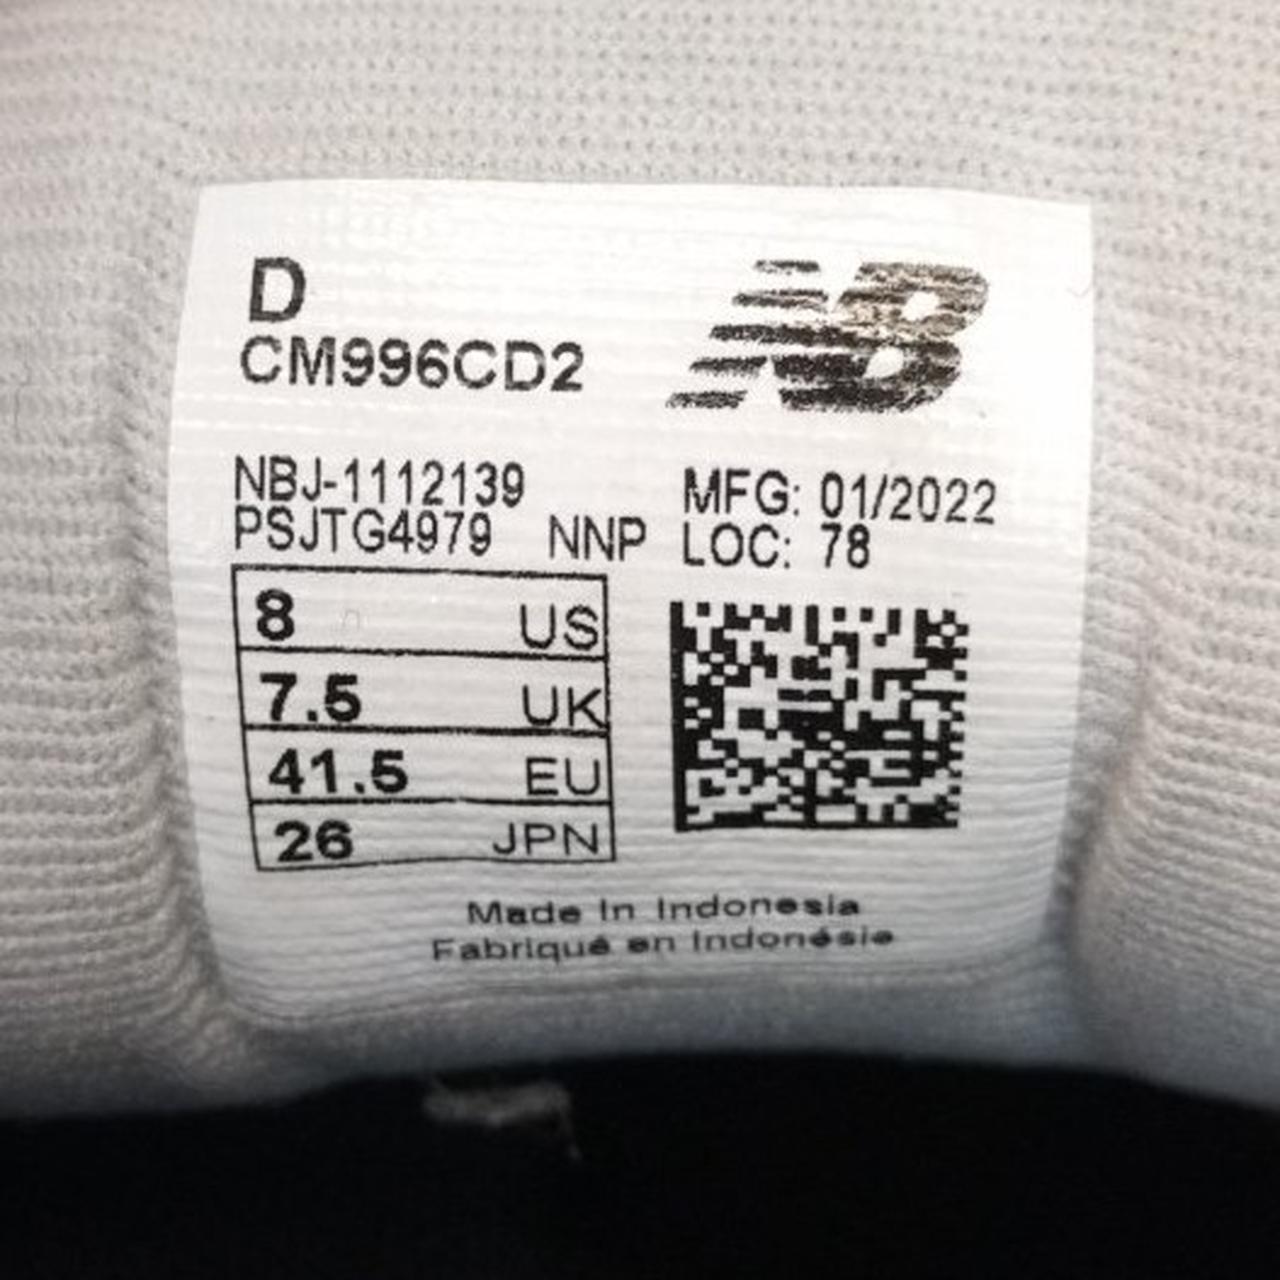 D
NB
CM996CD2
NBJ-1112139
PSJTG4979 NNP
MFG: 01/2022
LOC: 78
8 US
7.5 UK
41.5 EU
26 JPN
Made In Indonesia
Fabriqué en Indonésie